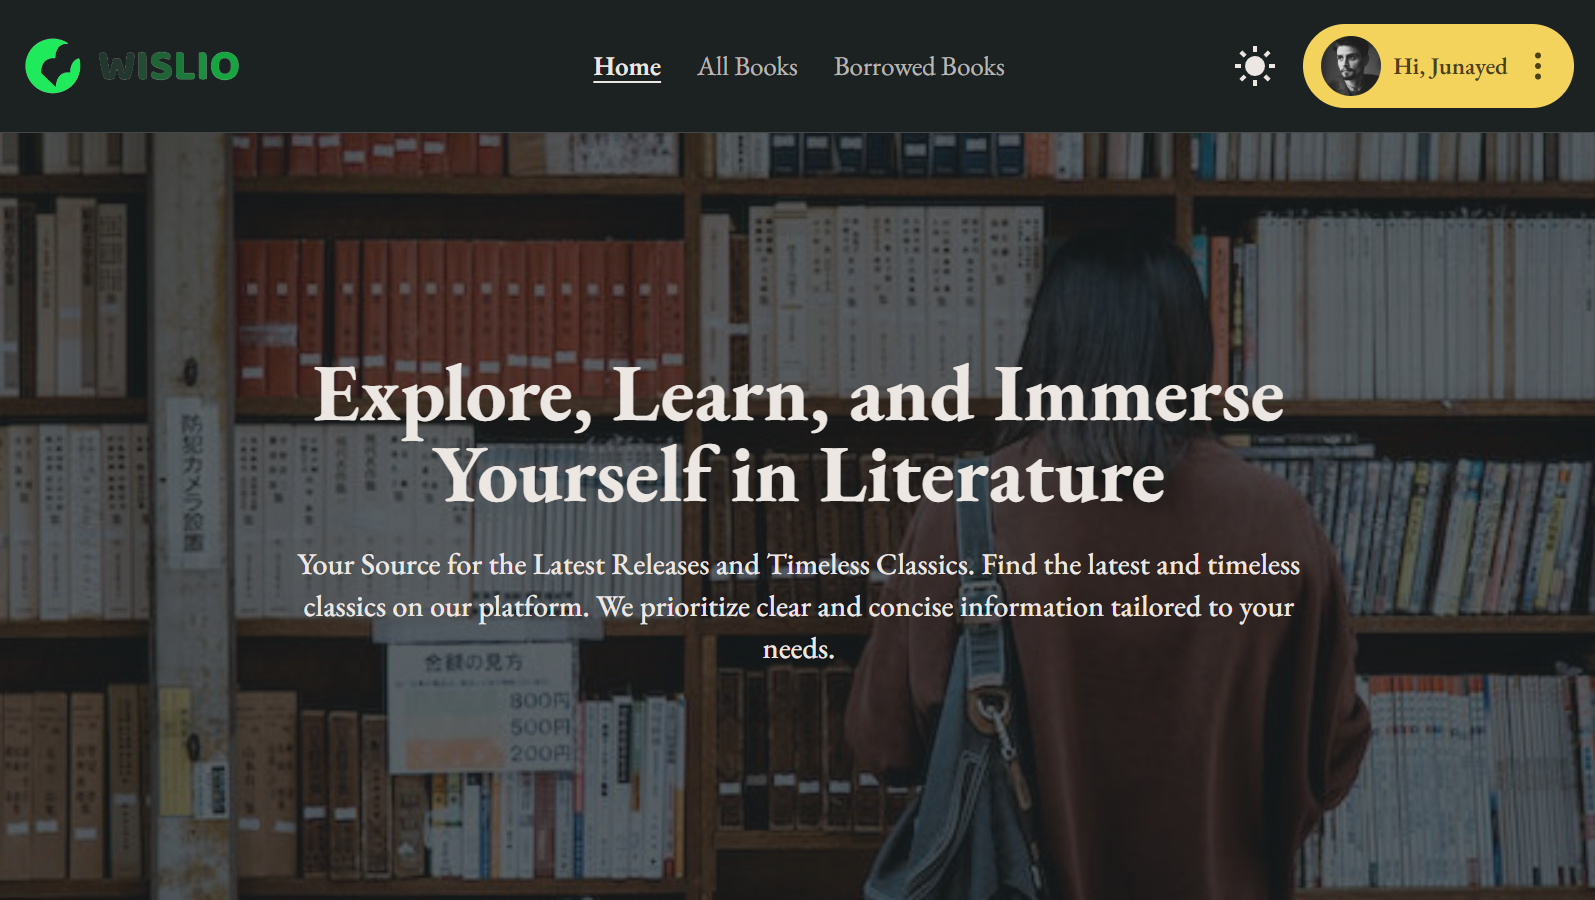 WISLIO
Home
All Books
Borrowed Books
Hi, Junayed
Explore, Learn, and Immerse
Yourself in Literature
Your Source for the Latest Releases and Timeless Classics. Find the latest and timeless
classics on our platform. We prioritize clear and concise information tailored to your
needs.
防犯カメラ設置
金額の見方
800円
500円
200円